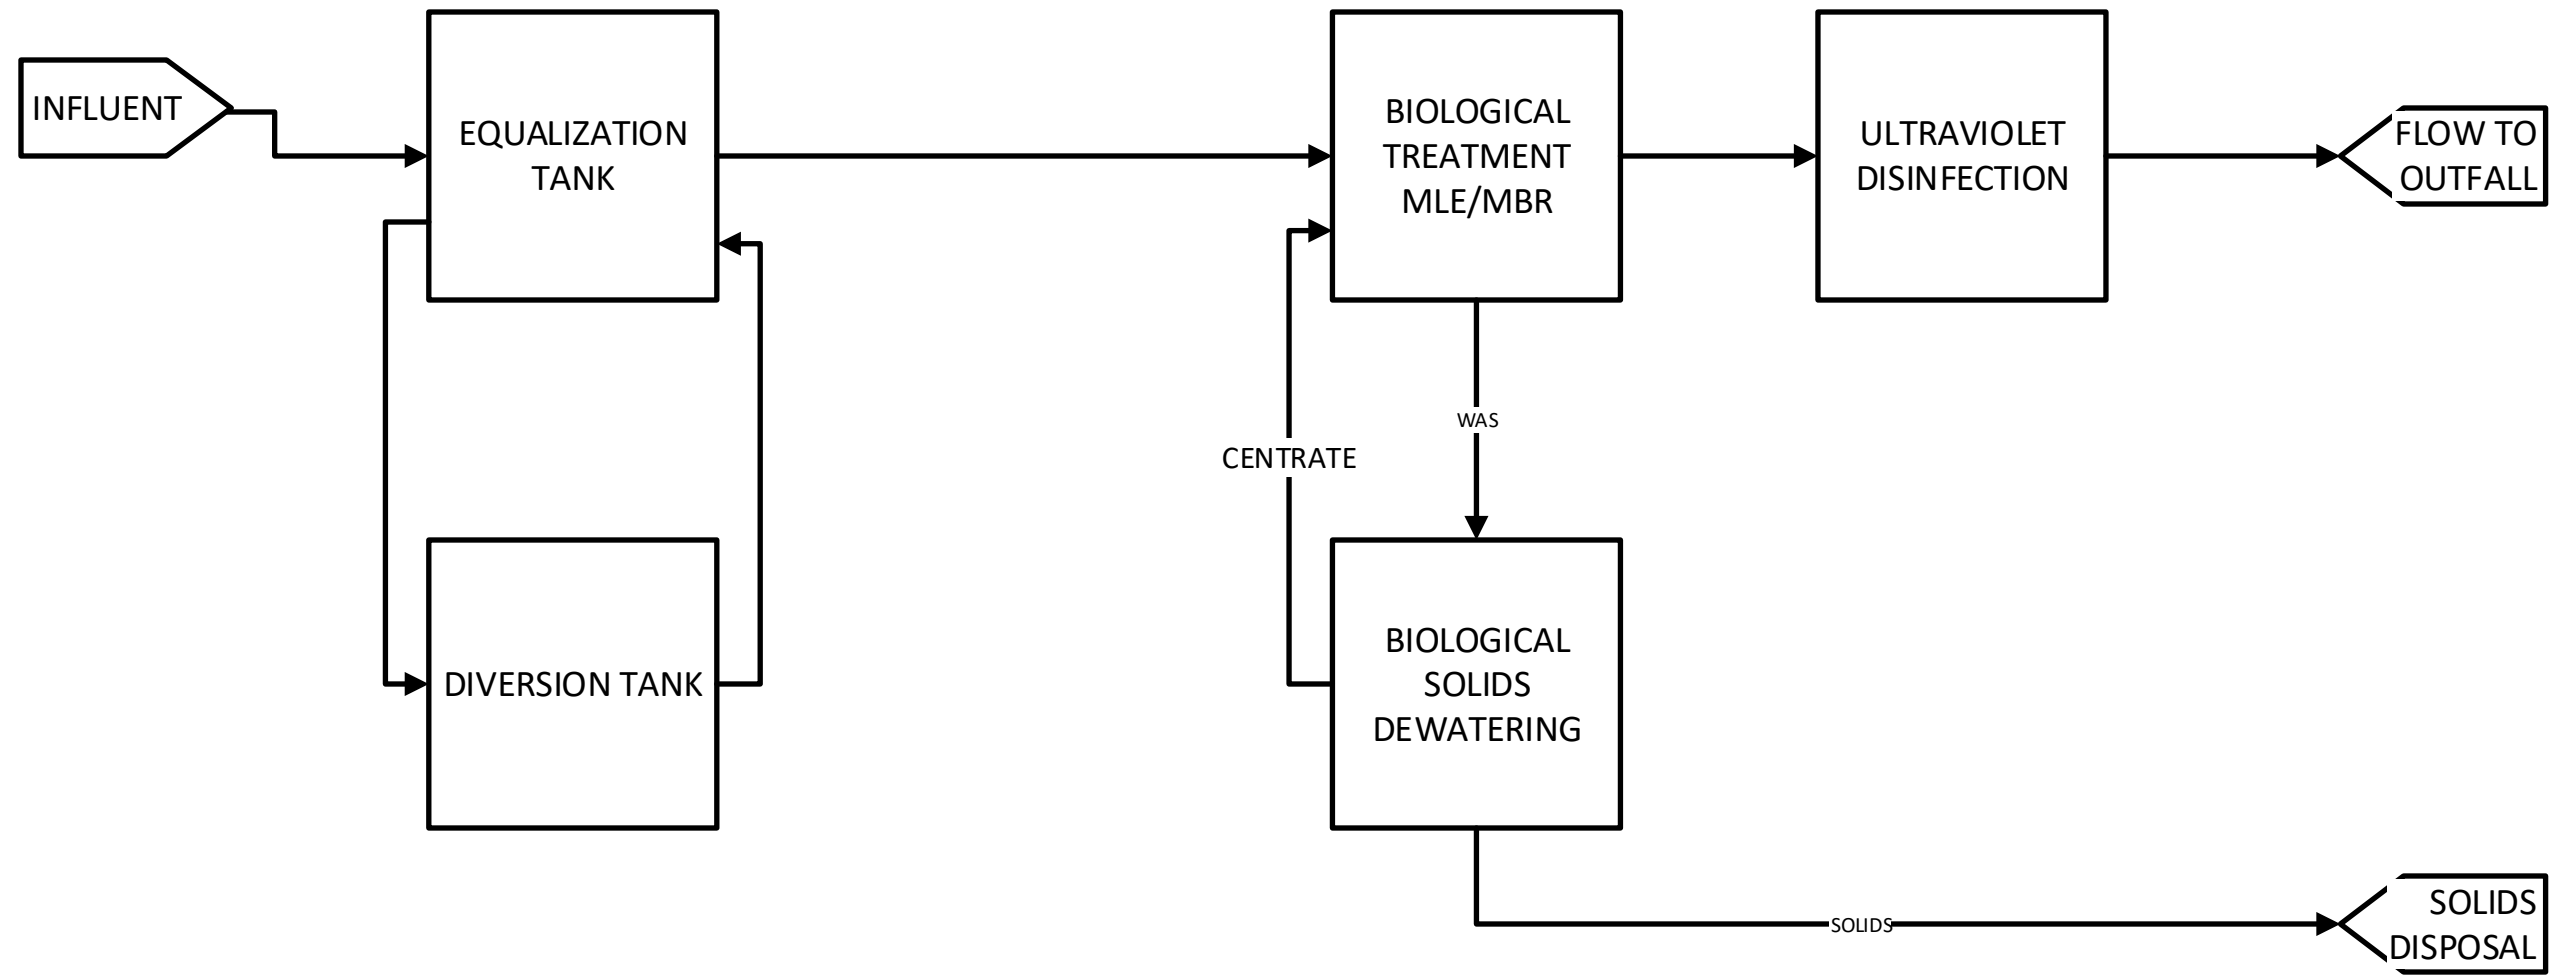 INFLUENT
EQUALIZATION
TANK
BIOLOGICAL
TREATMENT
MLE/MBR
ULTRAVIOLET
DISINFECTION
FLOW TO
OUTFALL
WAS
CENTRATE
DIVERSION TANK
BIOLOGICAL
SOLIDS
DEWATERING
SOLIDS
SOLIDS
DISPOSAL